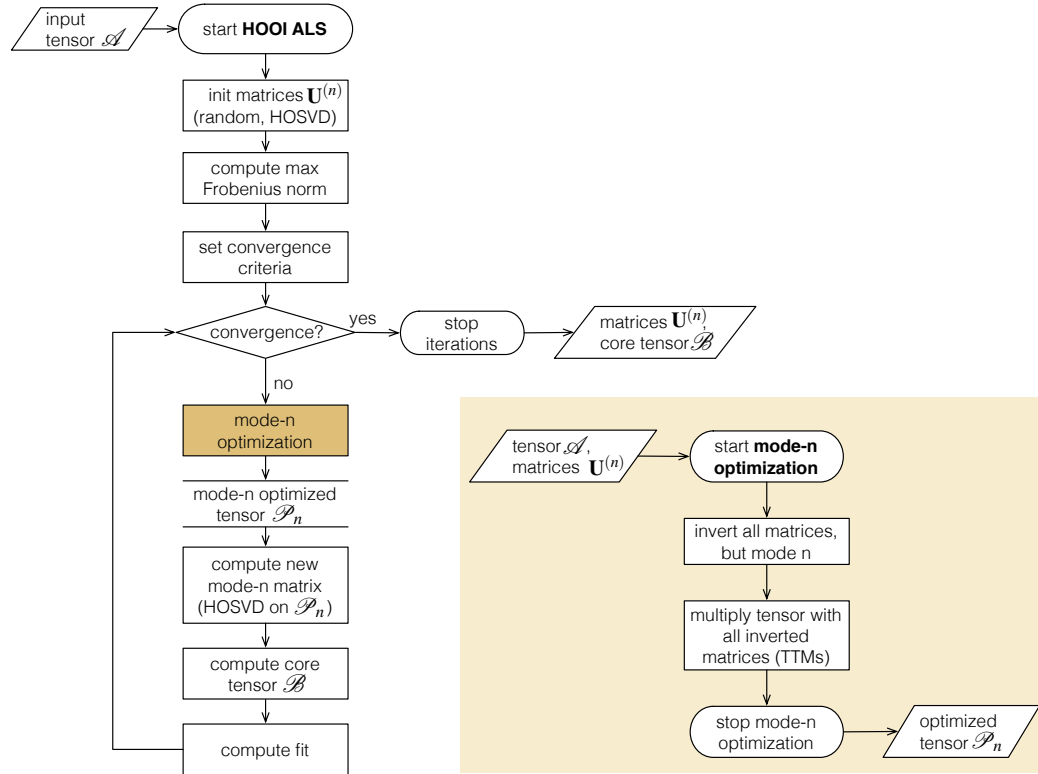 input
tensor 𝒜
start HOOI ALS
init matrices U^(n)
(random, HOSVD)
compute max
Frobenius norm
set convergence
criteria
convergence?
yes
stop
iterations
matrices U^(n),
core tensor ℬ
no
mode-n
optimization
mode-n optimized
tensor 𝒫_n
compute new
mode-n matrix
(HOSVD on 𝒫_n)
compute core
tensor ℬ
compute fit
tensor 𝒜,
matrices U^(n)
start mode-n
optimization
invert all matrices,
but mode n
multiply tensor with
all inverted
matrices (TTMs)
stop mode-n
optimization
optimized
tensor 𝒫_n